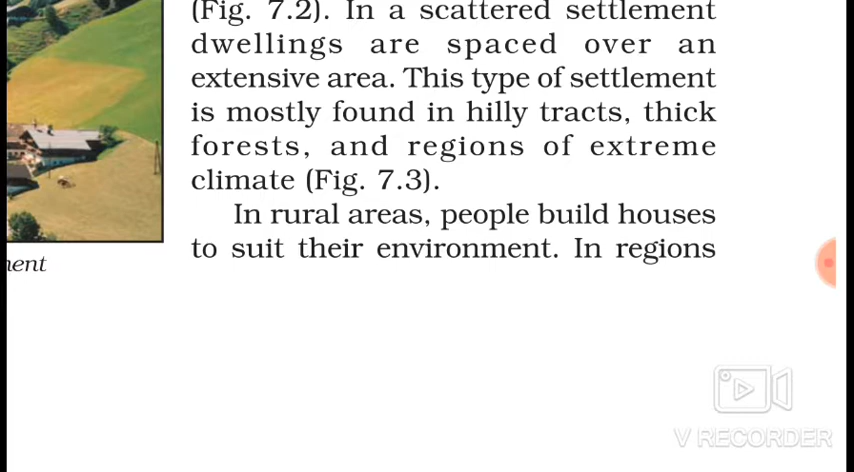 (Fig. 7.2). In a scattered settlement
dwellings are spaced over an
extensive area. This type of settlement
is mostly found in hilly tracts, thick
forests, and regions of extreme
climate (Fig. 7.3).
In rural areas, people build houses
to suit their environment. In regions
V RECORDER